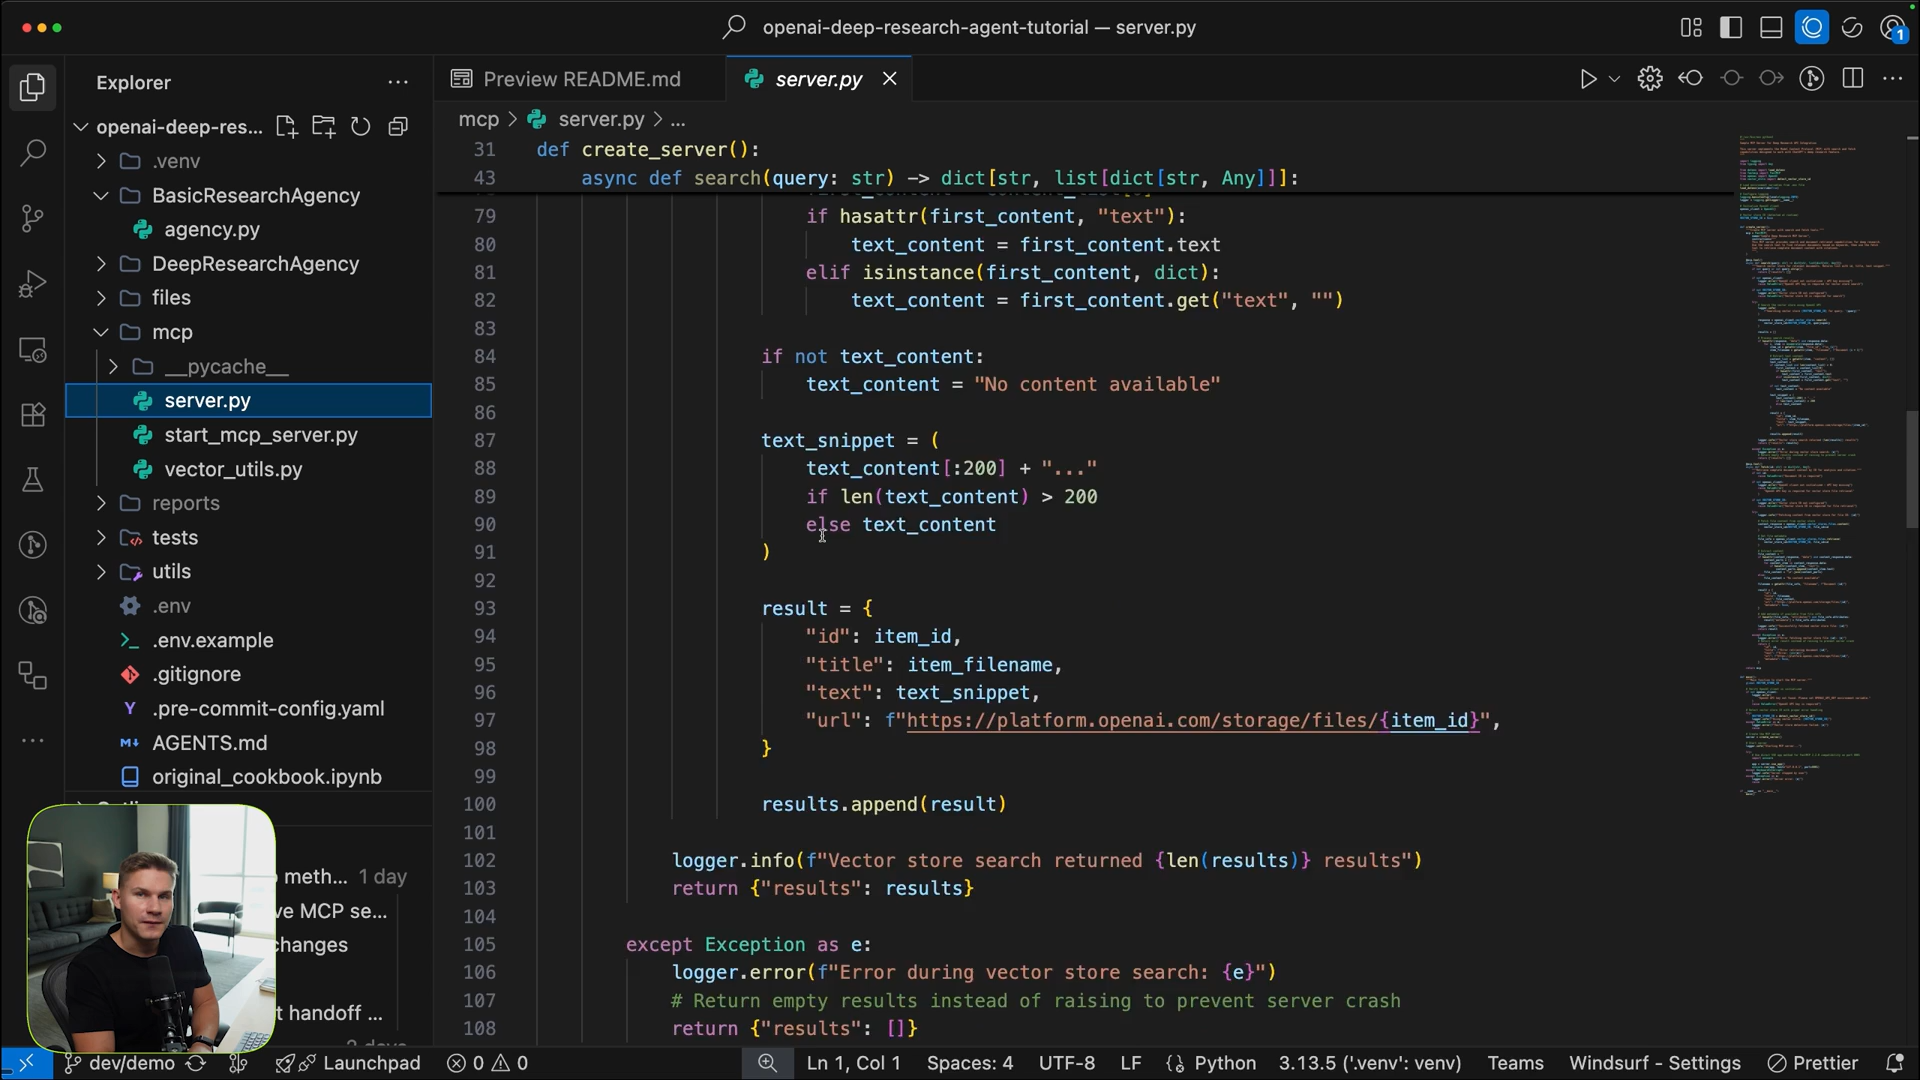 openai-deep-research-agent-tutorial — server.py
1
Explorer
Preview README.md
server.py
openai-deep-res...
mcp > server.py > ...
.venv
BasicResearchAgency
agency.py
DeepResearchAgency
files
mcp
__pycache__
server.py
start_mcp_server.py
vector_utils.py
reports
tests
utils
.env
.env.example
.gitignore
.pre-commit-config.yaml
AGENTS.md
original_cookbook.ipynb
meth... 1 day
ve MCP se...
changes
t handoff ...
31 def create_server():
43 async def search(query: str) -> dict[str, list[dict[str, Any]]]:
79 if hasattr(first_content, "text"):
80 text_content = first_content.text
81 elif isinstance(first_content, dict):
82 text_content = first_content.get("text", "")
83
84 if not text_content:
85 text_content = "No content available"
86
87 text_snippet = (
88 text_content[:200] + "..."
89 if len(text_content) > 200
90 else text_content
91 )
92
93 result = {
94 "id": item_id,
95 "title": item_filename,
96 "text": text_snippet,
97 "url": f"https://platform.openai.com/storage/files/{item_id}",
98 }
99
100 results.append(result)
101
102 logger.info(f"Vector store search returned {len(results)} results")
103 return {"results": results}
104
105 except Exception as e:
106 logger.error(f"Error during vector store search: {e}")
107 # Return empty results instead of raising to prevent server crash
108 return {"results": []}
dev/demo Launchpad 0 0 Ln 1, Col 1 Spaces: 4 UTF-8 LF {} Python 3.13.5 ('.venv': venv) Teams Windsurf - Settings Prettier